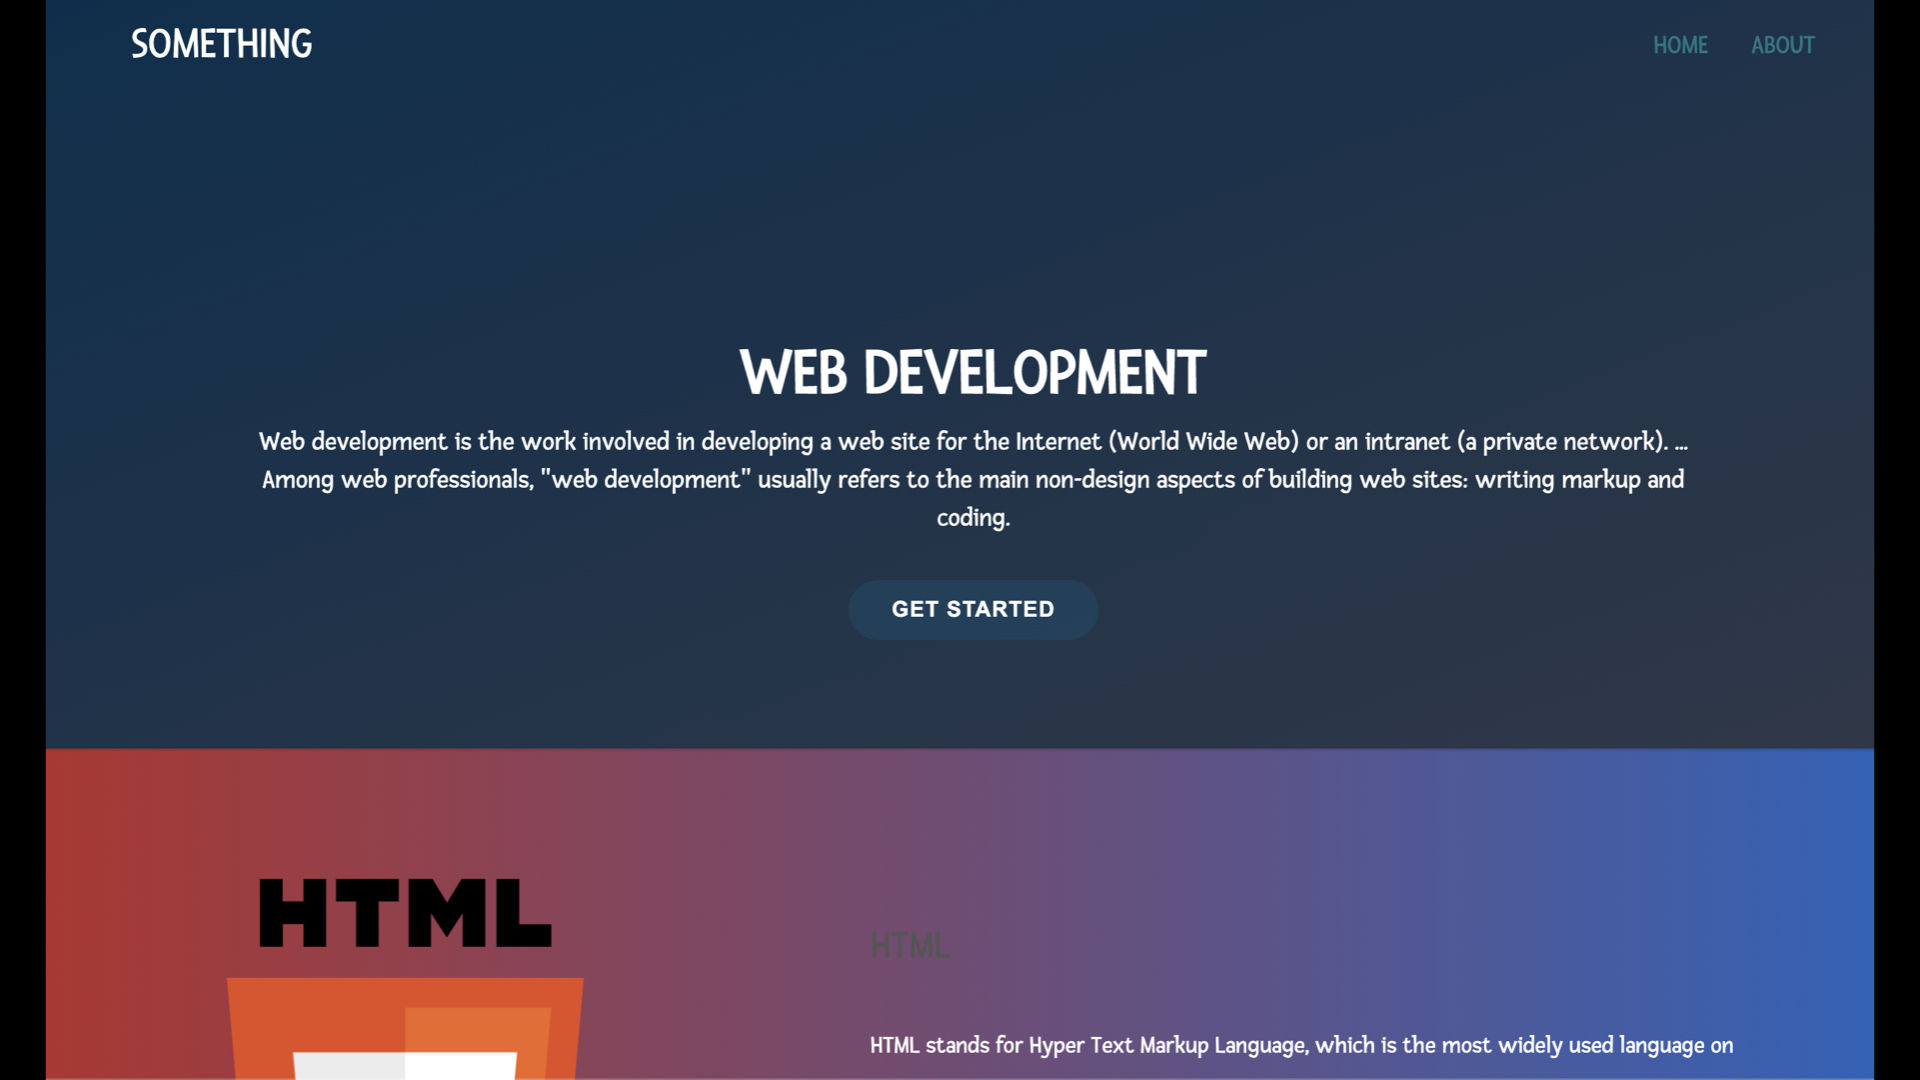 SOMETHING
HOME
ABOUT
WEB DEVELOPMENT
Web development is the work involved in developing a web site for the Internet (World Wide Web) or an intranet (a private network). ...
Among web professionals, "web development" usually refers to the main non-design aspects of building web sites: writing markup and
coding.
GET STARTED
HTML
HTML
HTML stands for Hyper Text Markup Language, which is the most widely used language on